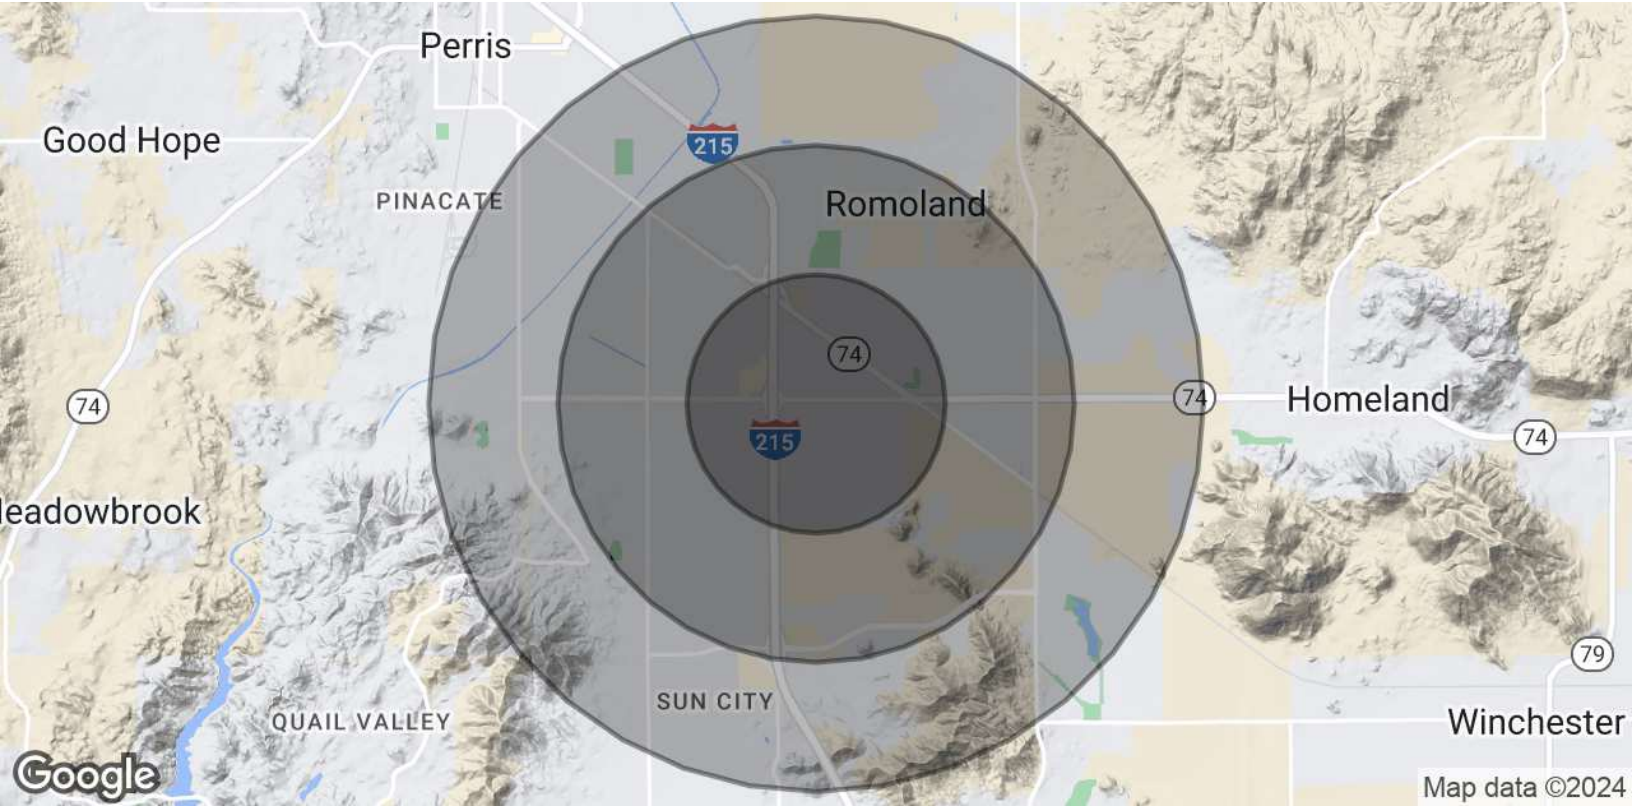 Perris
Good Hope
215
PINACATE
Romoland
74
74
Homeland
74
215
74
leadowbrook
79
SUN CITY
QUAIL VALLEY
Winchester
Google
Map data ©2024